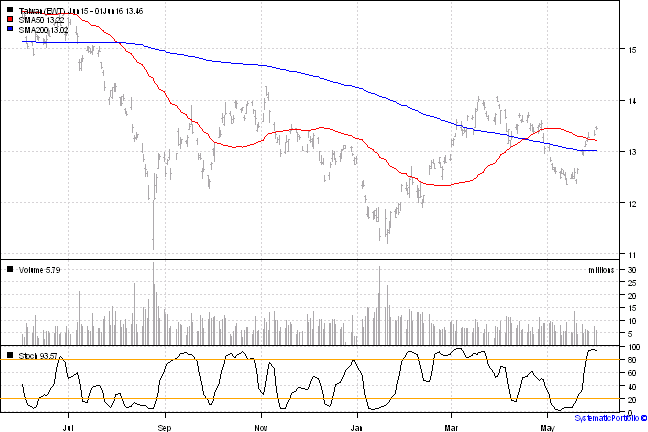 Taiwan (EWT) Jun 15 - 01Jun16 13.46
SMA50 13.22
SMA200 13.02
15
14
13
12
11
Volume 5.79
millions
30
25
20
15
10
5
Stoch 93.57
100
80
60
40
20
0
Jul Sep Nov Jan Mar May
SystematicPortfolio ©